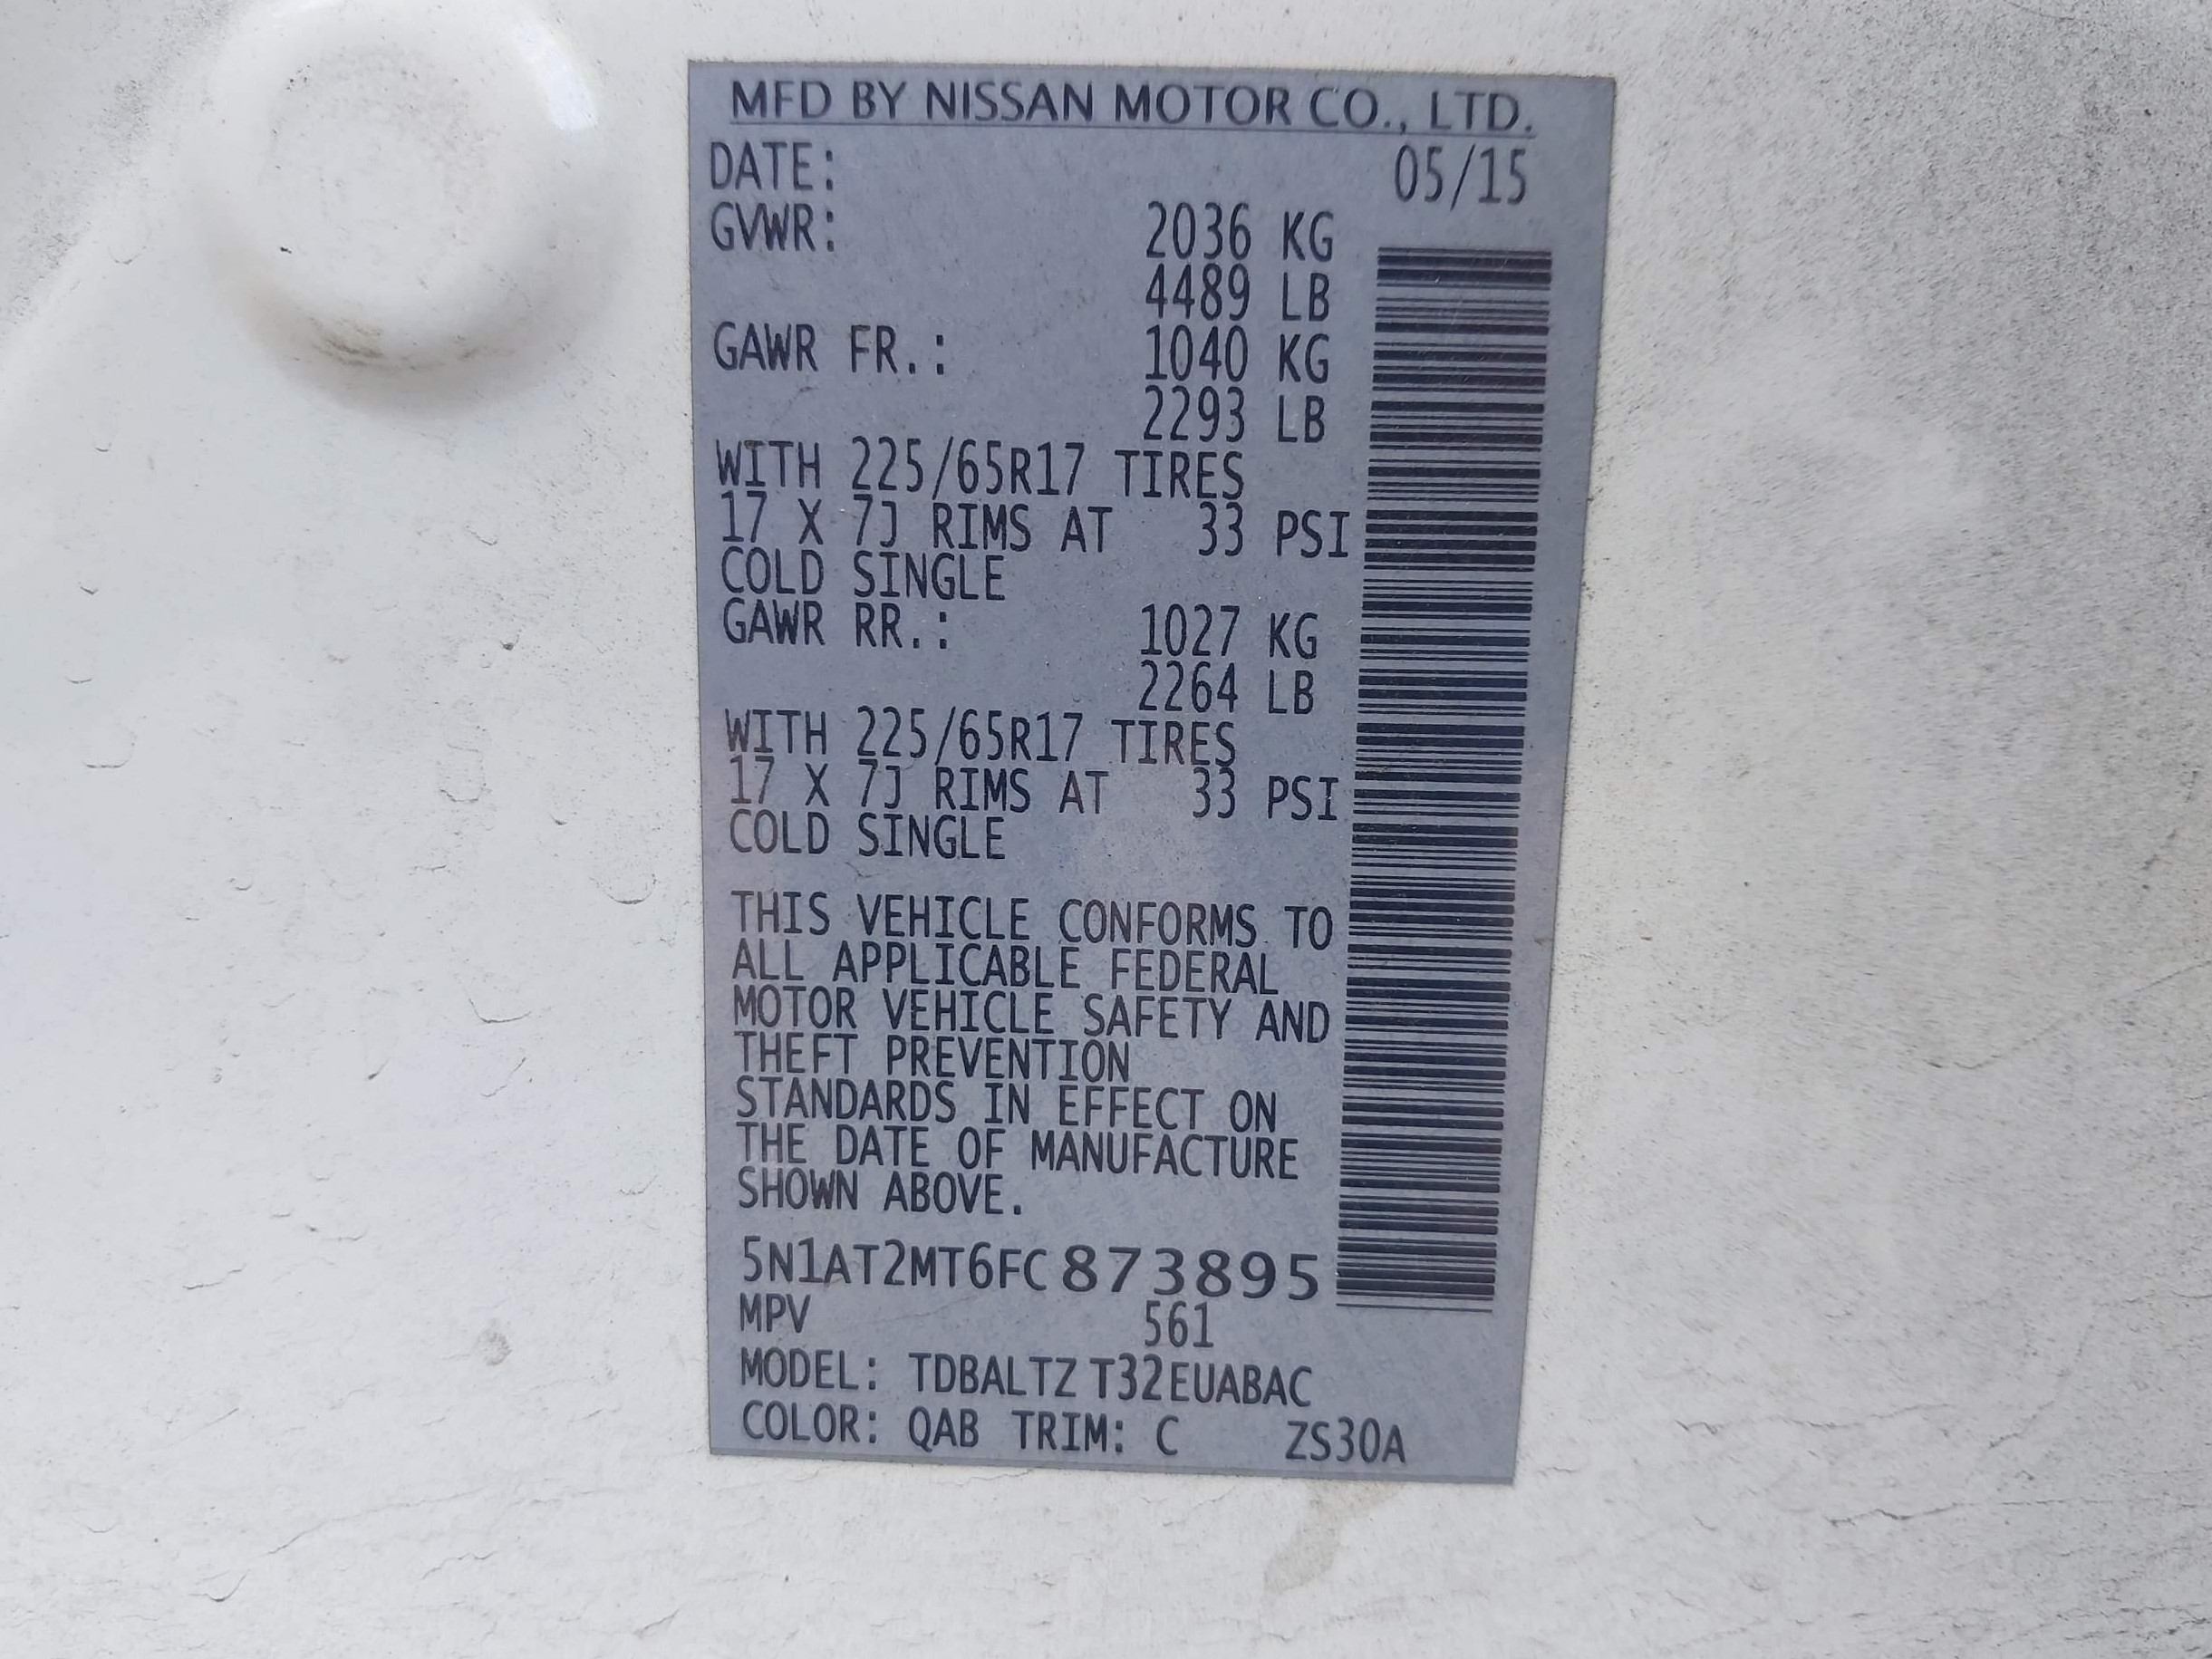 MFD BY NISSAN MOTOR CO., LTD.
DATE: 05/15
GVWR: 2036 KG
4489 LB
GAWR FR.: 1040 KG
2293 LB
WITH 225/65R17 TIRES
17 X 7J RIMS AT 33 PSI
COLD SINGLE
GAWR RR.: 1027 KG
2264 LB
WITH 225/65R17 TIRES
17 X 7J RIMS AT 33 PSI
COLD SINGLE
THIS VEHICLE CONFORMS TO
ALL APPLICABLE FEDERAL
MOTOR VEHICLE SAFETY AND
THEFT PREVENTION
STANDARDS IN EFFECT ON
THE DATE OF MANUFACTURE
SHOWN ABOVE.
5N1AT2MT6FC873895
MPV 561
MODEL: TDBALTZ T32EUABAC
COLOR: QAB TRIM: C ZS30A